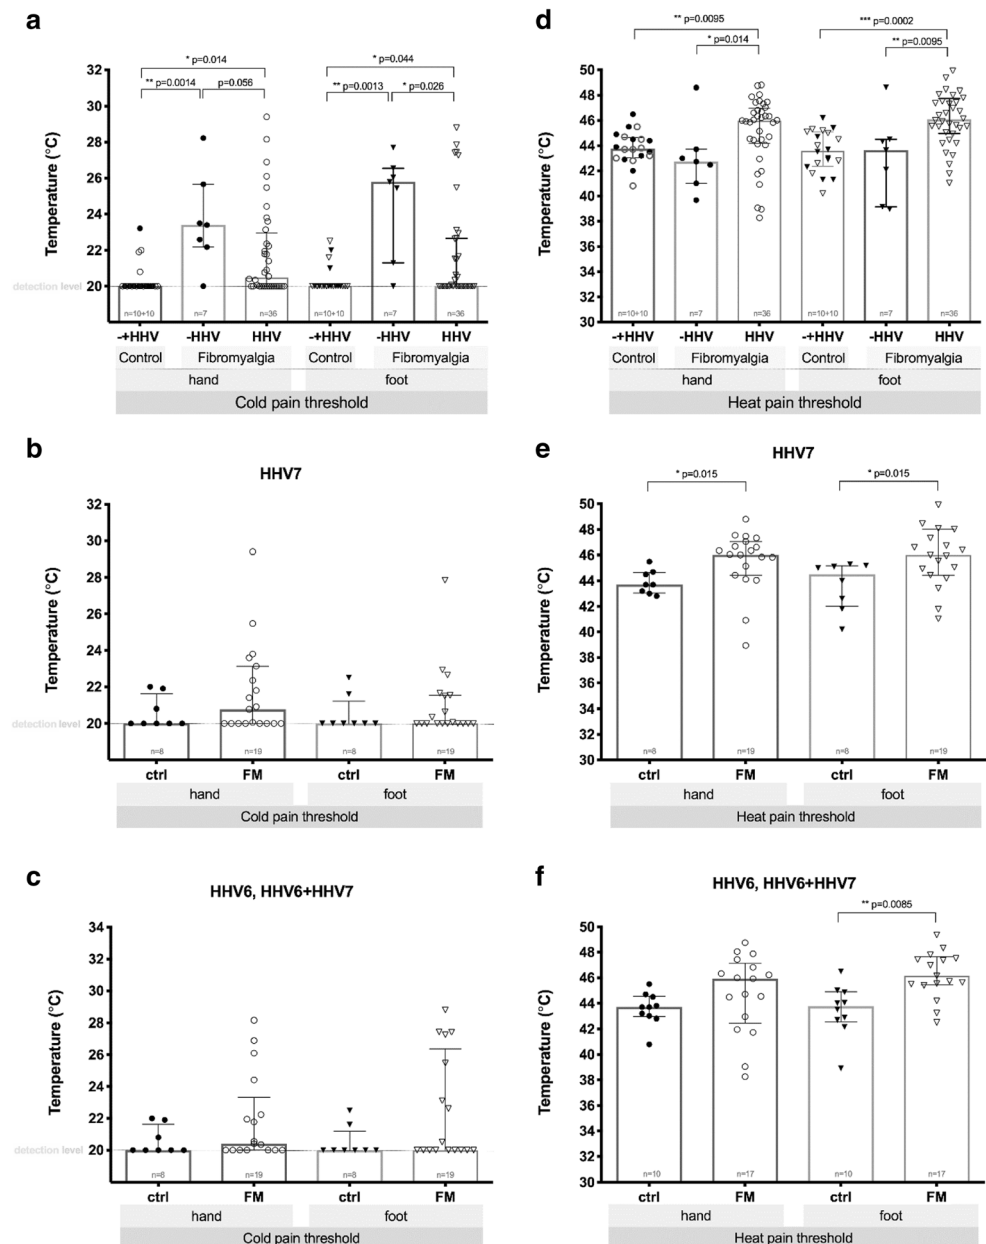 a
* p=0.014
** p=0.0014
p=0.056
* p=0.044
** p=0.0013
* p=0.026
Temperature (°C)
32
30
28
26
24
22
20
detection level
n=10+10
n=7
n=36
n=10+10
n=7
n=36
-+HHV
-HHV
HHV
-+HHV
-HHV
HHV
Control
Fibromyalgia
Control
Fibromyalgia
hand
foot
Cold pain threshold
d
** p=0.0095
* p=0.014
*** p=0.0002
** p=0.0095
Temperature (°C)
50
48
46
44
42
40
38
36
34
32
30
n=10+10
n=7
n=36
n=10+10
n=7
n=36
-+HHV
-HHV
HHV
-+HHV
-HHV
HHV
Control
Fibromyalgia
Control
Fibromyalgia
hand
foot
Heat pain threshold
b
HHV7
Temperature (°C)
32
30
28
26
24
22
20
detection level
n=8
n=19
n=8
n=19
ctrl
FM
ctrl
FM
hand
foot
Cold pain threshold
e
HHV7
* p=0.015
* p=0.015
Temperature (°C)
50
48
46
44
42
40
38
36
34
32
30
n=8
n=19
n=8
n=19
ctrl
FM
ctrl
FM
hand
foot
Heat pain threshold
c
HHV6, HHV6+HHV7
Temperature (°C)
34
32
30
28
26
24
22
20
detection level
n=8
n=19
n=8
n=19
ctrl
FM
ctrl
FM
hand
foot
Cold pain threshold
f
HHV6, HHV6+HHV7
** p=0.0085
Temperature (°C)
50
48
46
44
42
40
38
36
34
32
30
n=10
n=17
n=10
n=17
ctrl
FM
ctrl
FM
hand
foot
Heat pain threshold